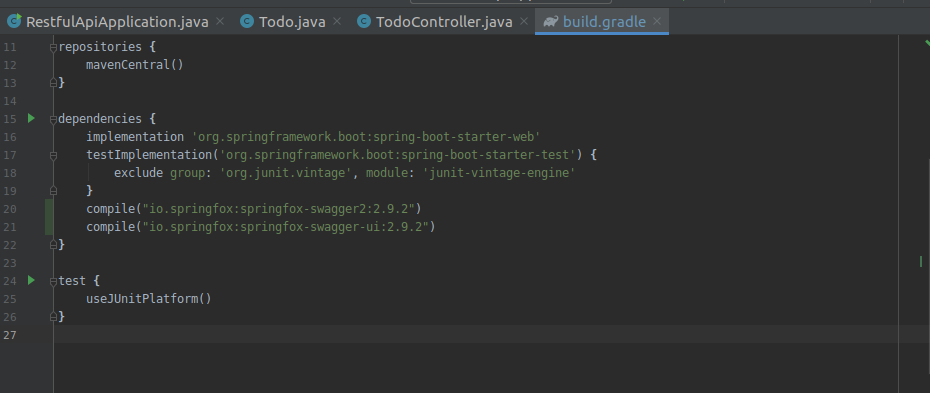 RestfulApiApplication.java Todo.java TodoController.java build.gradle
11 repositories {
12 mavenCentral()
13 }
14
15 dependencies {
16 implementation 'org.springframework.boot:spring-boot-starter-web'
17 testImplementation('org.springframework.boot:spring-boot-starter-test') {
18 exclude group: 'org.junit.vintage', module: 'junit-vintage-engine'
19 }
20 compile("io.springfox:springfox-swagger2:2.9.2")
21 compile("io.springfox:springfox-swagger-ui:2.9.2")
22 }
23
24 test {
25 useJUnitPlatform()
26 }
27